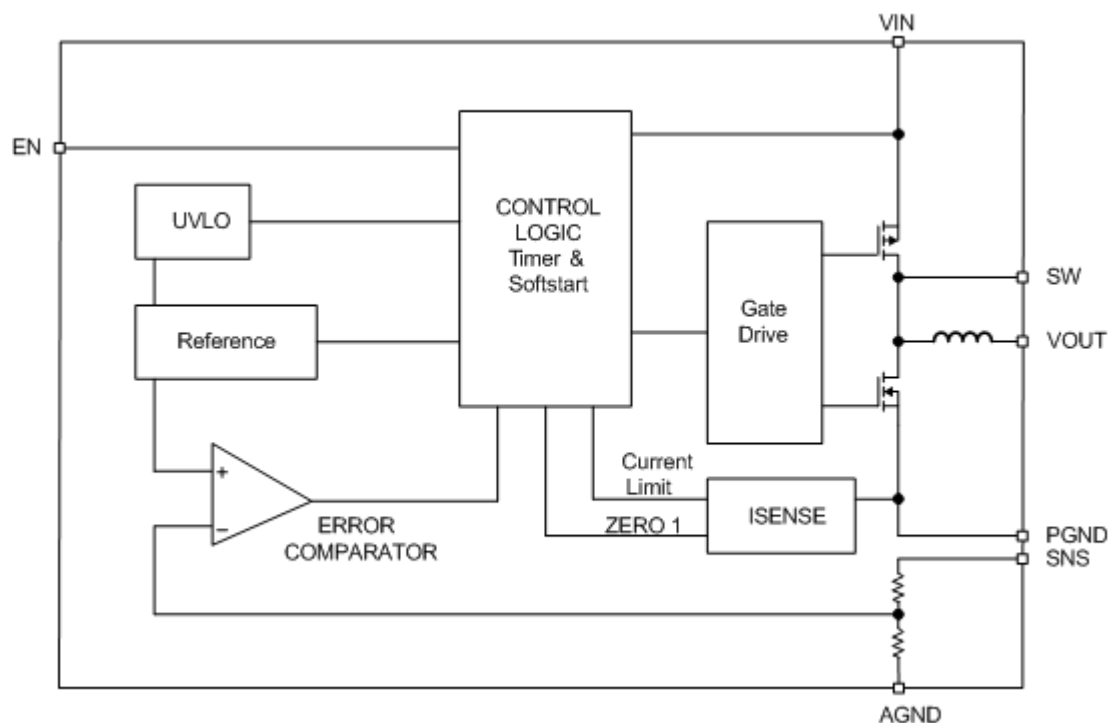 VIN
EN
UVLO
CONTROL
LOGIC
Timer &
Softstart
SW
Gate
Drive
Reference
VOUT
+
−
ERROR
COMPARATOR
Current
Limit
ZERO 1
ISENSE
PGND
SNS
AGND